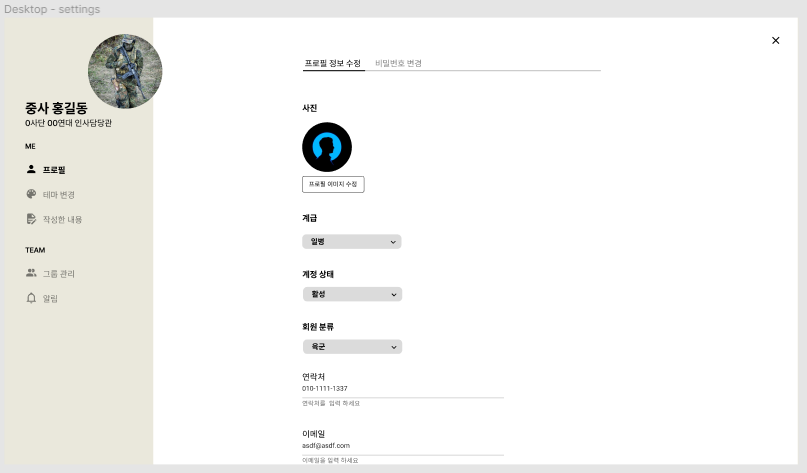 Desktop - settings
중사 홍길동
0사단 00연대 인사담당관
ME
프로필
테마 변경
작성한 내용
TEAM
그룹 관리
알림
프로필 정보 수정
비밀번호 변경
사진
프로필 이미지 수정
계급
일병
계정 상태
활성
회원 분류
육군
연락처
010-1111-1337
연락처를 입력 하세요
이메일
asdf@asdf.com
이메일을 입력 하세요